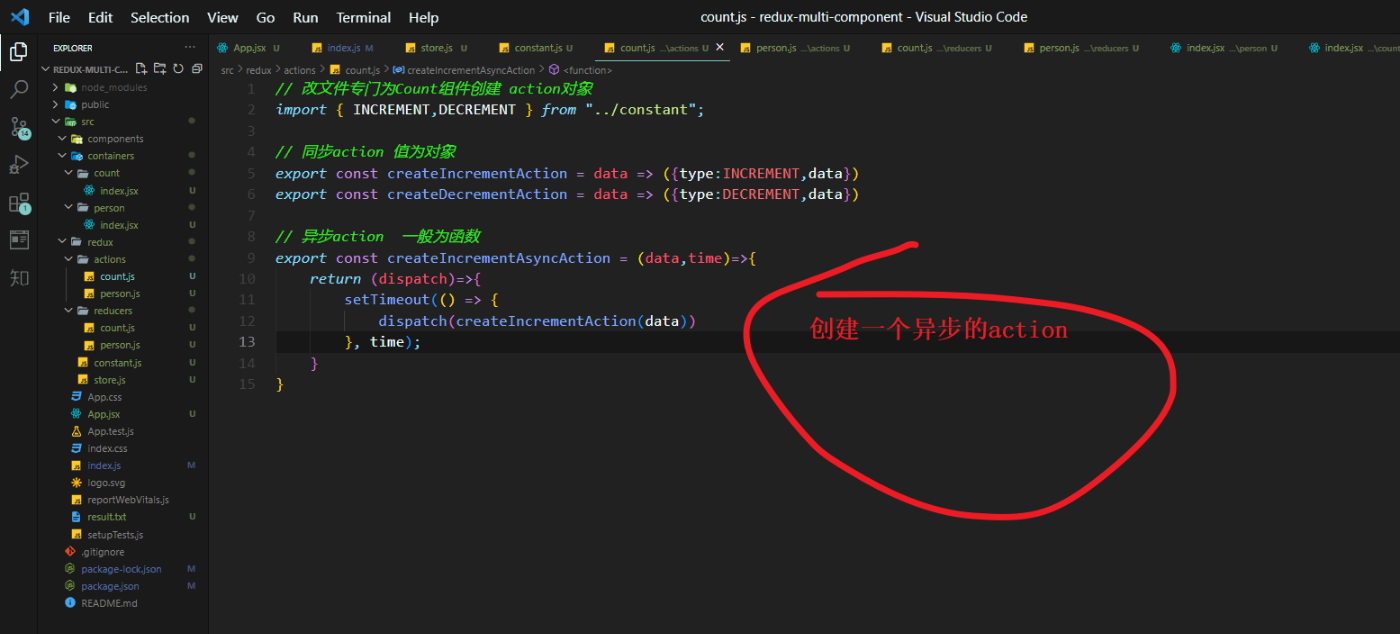 File Edit Selection View Go Run Terminal Help
count.js - redux-multi-component - Visual Studio Code
EXPLORER
REDUX-MULTI-C...
node_modules
public
src
components
containers
count
index.jsx U
person
index.jsx U
redux
actions
count.js U
person.js U
reducers
count.js U
person.js U
constant.js U
store.js U
App.css
App.jsx U
App.test.js
index.css
index.js M
logo.svg
reportWebVitals.js
result.txt U
setupTests.js
.gitignore
package-lock.json M
package.json M
README.md
14
1
知
App.jsx U
index.js M
store.js U
constant.js U
count.js ...\actions U
person.js ...\actions U
count.js ...\reducers U
person.js ...\reducers U
index.jsx ...\person U
index.jsx ...\coun
src > redux > actions > count.js > createIncrementAsyncAction > <function>
1 // 改文件专门为Count组件创建 action对象
2 import { INCREMENT,DECREMENT } from "../constant";
3
4 // 同步action 值为对象
5 export const createIncrementAction = data => ({type:INCREMENT,data})
6 export const createDecrementAction = data => ({type:DECREMENT,data})
7
8 // 异步action 一般为函数
9 export const createIncrementAsyncAction = (data,time)=>{
10 return (dispatch)=>{
11 setTimeout(() => {
12 dispatch(createIncrementAction(data))
13 }, time);
14 }
15 }
创建一个异步的action